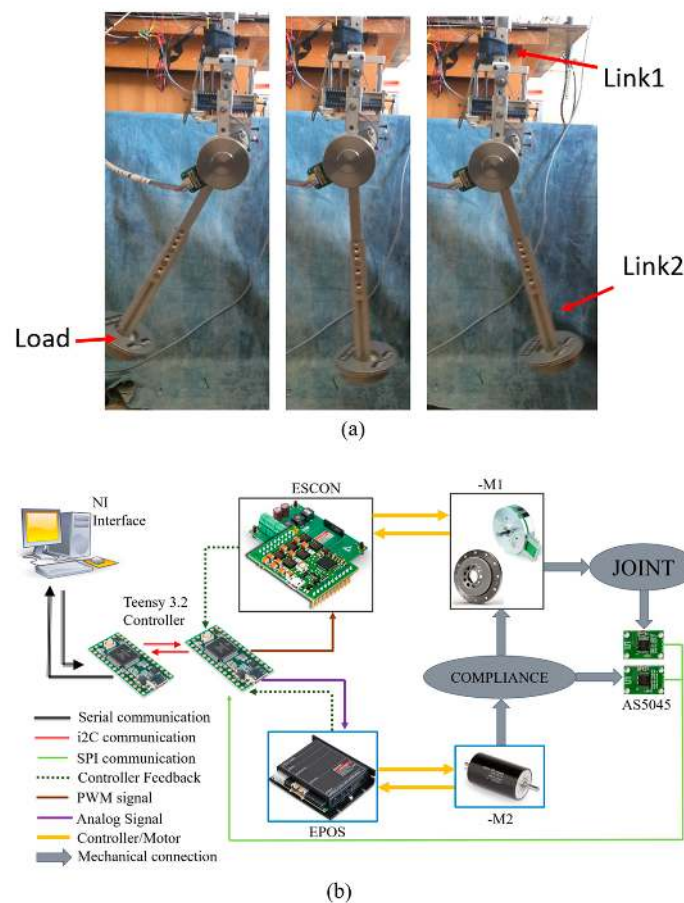 Link1
Link2
Load
(a)
ESCON
-M1
NI
Interface
JOINT
Teensy 3.2
Controller
COMPLIANCE
AS5045
Serial communication
i2C communication
SPI communication
Controller Feedback
PWM signal
Analog Signal
Controller/Motor
Mechanical connection
EPOS
-M2
(b)